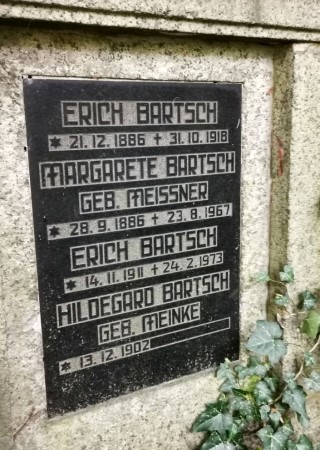 ERICH BARTSCH
* 21.12.1886 + 31.10.1918
MARGARETE BARTSCH
GEB. MEISSNER
* 28.9.1886 + 23.8.1967
ERICH BARTSCH
* 14.11.1911 + 24.2.1973
HILDEGARD BARTSCH
GEB. MEINKE
* 13.12.1902